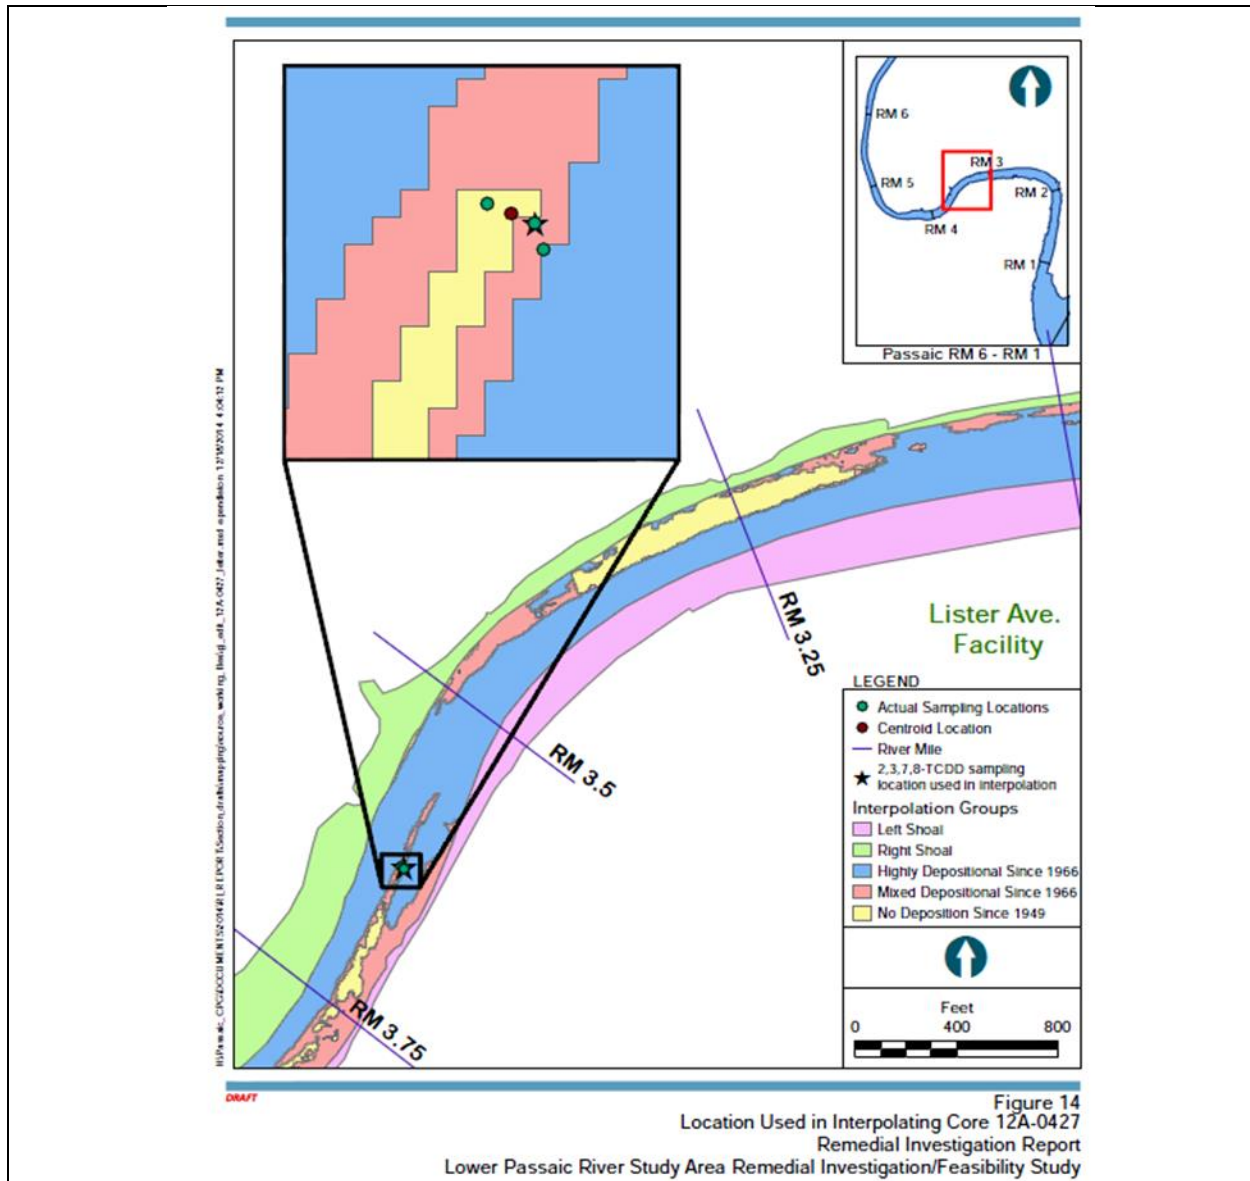 RM 6
RM 5
RM 4
RM 3
RM 2
RM 1
Passaic RM 6 - RM 1
RM 3.25
RM 3.5
RM 3.75
Lister Ave.
Facility
LEGEND
Actual Sampling Locations
Centroid Location
River Mile
2,3,7,8-TCDD sampling
location used in interpolation
Interpolation Groups
Left Shoal
Right Shoal
Highly Depositional Since 1966
Mixed Depositional Since 1966
No Deposition Since 1949
Feet
0 400 800
DRAFT
Figure 14
Location Used in Interpolating Core 12A-0427
Remedial Investigation Report
Lower Passaic River Study Area Remedial Investigation/Feasibility Study